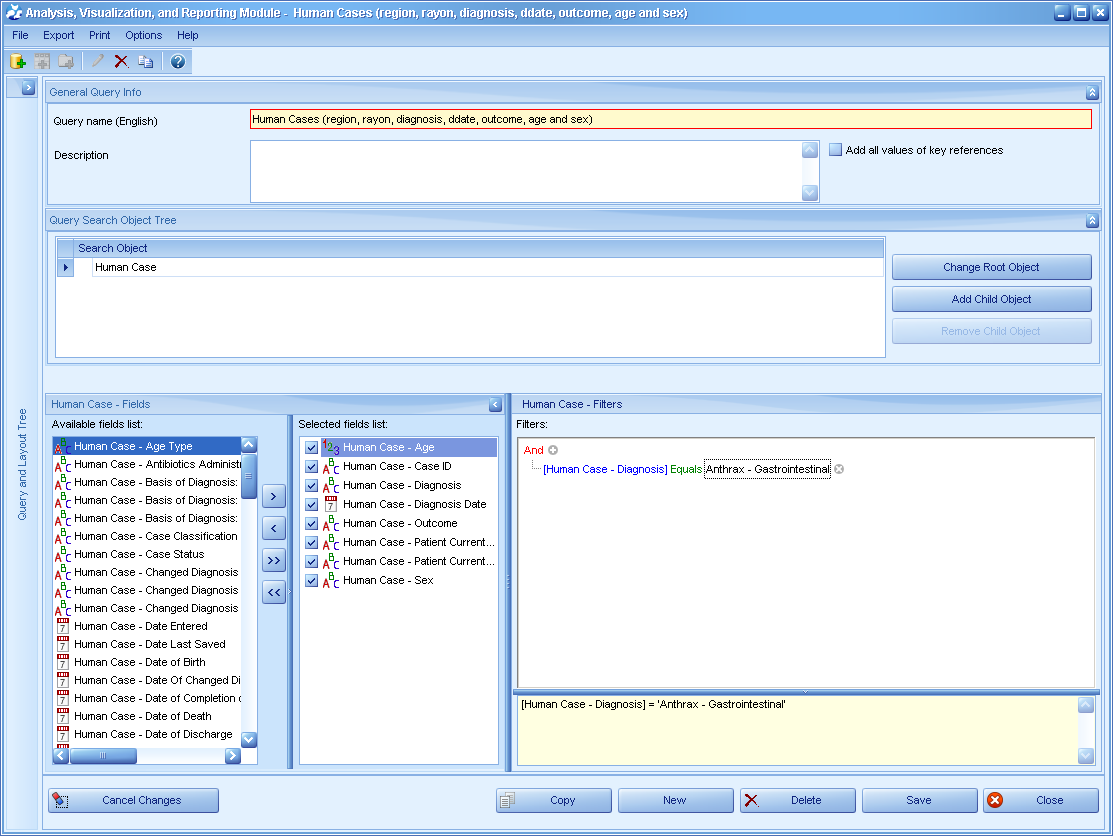 Analysis, Visualization, and Reporting Module - Human Cases (region, rayon, diagnosis, ddate, outcome, age and sex)
File Export Print Options Help
General Query Info
Query name (English) Human Cases (region, rayon, diagnosis, ddate, outcome, age and sex)
Description
Add all values of key references
Query Search Object Tree
Search Object
Human Case
Change Root Object
Add Child Object
Remove Child Object
Query and Layout Tree
Human Case - Fields
Available fields list:
Human Case - Age Type
Human Case - Antibiotics Administr
Human Case - Basis of Diagnosis:
Human Case - Basis of Diagnosis:
Human Case - Basis of Diagnosis:
Human Case - Case Classification
Human Case - Case Status
Human Case - Changed Diagnosis
Human Case - Changed Diagnosis
Human Case - Changed Diagnosis
Human Case - Date Entered
Human Case - Date Last Saved
Human Case - Date of Birth
Human Case - Date Of Changed Di
Human Case - Date of Completion o
Human Case - Date of Death
Human Case - Date of Discharge
>
<
>>
<<
Selected fields list:
Human Case - Age
Human Case - Case ID
Human Case - Diagnosis
Human Case - Diagnosis Date
Human Case - Outcome
Human Case - Patient Current...
Human Case - Patient Current...
Human Case - Sex
Human Case - Filters
Filters:
And
[Human Case - Diagnosis] Equals Anthrax - Gastrointestinal
[Human Case - Diagnosis] = 'Anthrax - Gastrointestinal'
Cancel Changes Copy New Delete Save Close